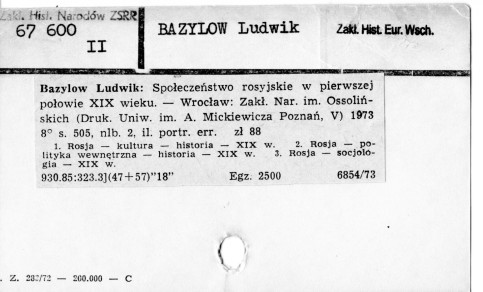 Zakł. Hist. Narodów ZSRR
67 600
II
BAZYLOW Ludwik
Zakł. Hist. Eur. Wsch.
Bazylow Ludwik: Społeczeństwo rosyjskie w pierwszej
połowie XIX wieku. — Wrocław: Zakł. Nar. im. Ossoliń-
skich (Druk. Uniw. im. A. Mickiewicza Poznań, V) 1973
8° s. 505, nlb. 2, il. portr. err. zł 88
1. Rosja — kultura — historia — XIX w. 2. Rosja — po-
lityka wewnętrzna — historia — XIX w. 3. Rosja — socjolo-
gia — XIX w.
930.85:323.3](47+57)"18" Egz. 2500 6854/73
. Z. 287/72 — 200.000 — C